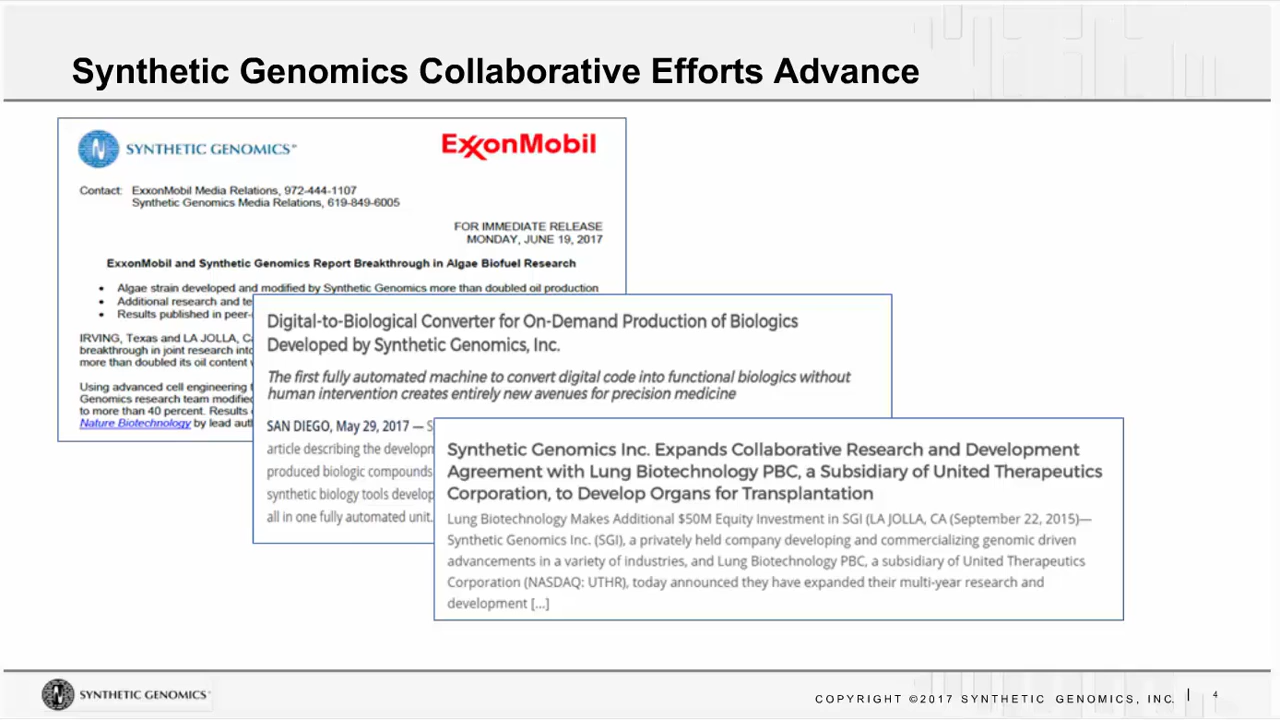 Synthetic Genomics Collaborative Efforts Advance
SYNTHETIC GENOMICS®
ExxonMobil
Contact: ExxonMobil Media Relations, 972-444-1107
Synthetic Genomics Media Relations, 619-849-6005
FOR IMMEDIATE RELEASE
MONDAY, JUNE 19, 2017
ExxonMobil and Synthetic Genomics Report Breakthrough in Algae Biofuel Research
• Algae strain developed and modified by Synthetic Genomics more than doubled oil production
• Additional research and te
• Results published in peer-
IRVING, Texas and LA JOLLA, C
breakthrough in joint research into
more than doubled its oil content
Using advanced cell engineering
Genomics research team modified
to more than 40 percent. Results
Nature Biotechnology by lead auth
Digital-to-Biological Converter for On-Demand Production of Biologics
Developed by Synthetic Genomics, Inc.
The first fully automated machine to convert digital code into functional biologics without
human intervention creates entirely new avenues for precision medicine
SAN DIEGO, May 29, 2017 — S
article describing the developm
produced biologic compounds
synthetic biology tools develop
all in one fully automated unit.
Synthetic Genomics Inc. Expands Collaborative Research and Development
Agreement with Lung Biotechnology PBC, a Subsidiary of United Therapeutics
Corporation, to Develop Organs for Transplantation
Lung Biotechnology Makes Additional $50M Equity Investment in SGI (LA JOLLA, CA (September 22, 2015)—
Synthetic Genomics Inc. (SGI), a privately held company developing and commercializing genomic driven
advancements in a variety of industries, and Lung Biotechnology PBC, a subsidiary of United Therapeutics
Corporation (NASDAQ: UTHR), today announced they have expanded their multi-year research and
development [...]
SYNTHETIC GENOMICS®
COPYRIGHT ©2017 SYNTHETIC GENOMICS, INC. | 4